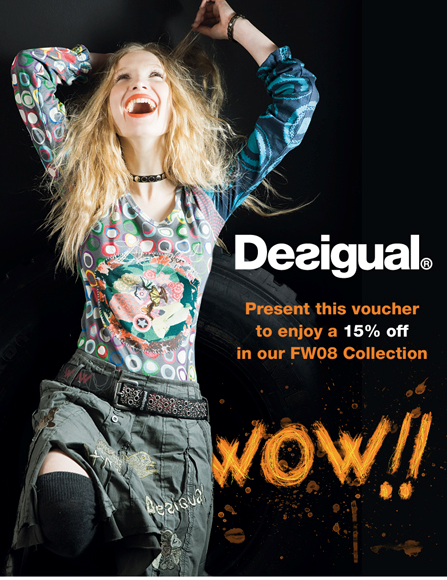 Desigual®
Present this voucher
to enjoy a 15% off
in our FW08 Collection
WOW!!
Desigual